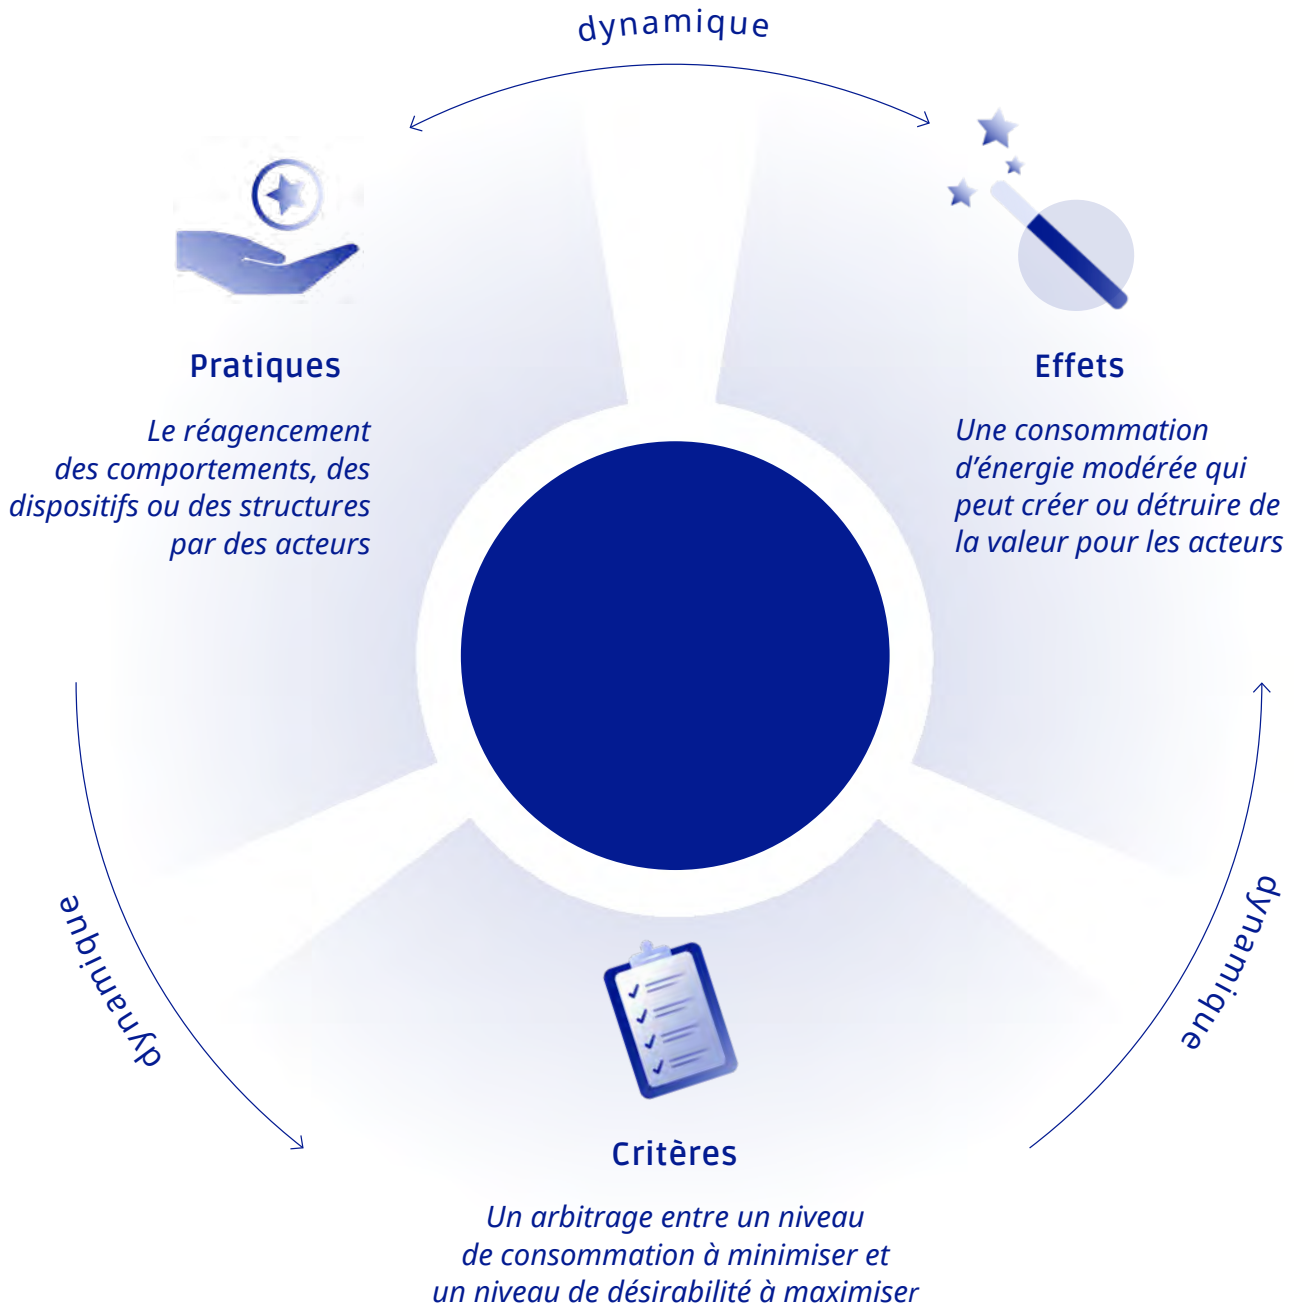 dynamique
Pratiques
Le réagencement
des comportements, des
dispositifs ou des structures
par des acteurs
Effets
Une consommation
d’énergie modérée qui
peut créer ou détruire de
la valeur pour les acteurs
dynamique
dynamique
Critères
Un arbitrage entre un niveau
de consommation à minimiser et
un niveau de désirabilité à maximiser